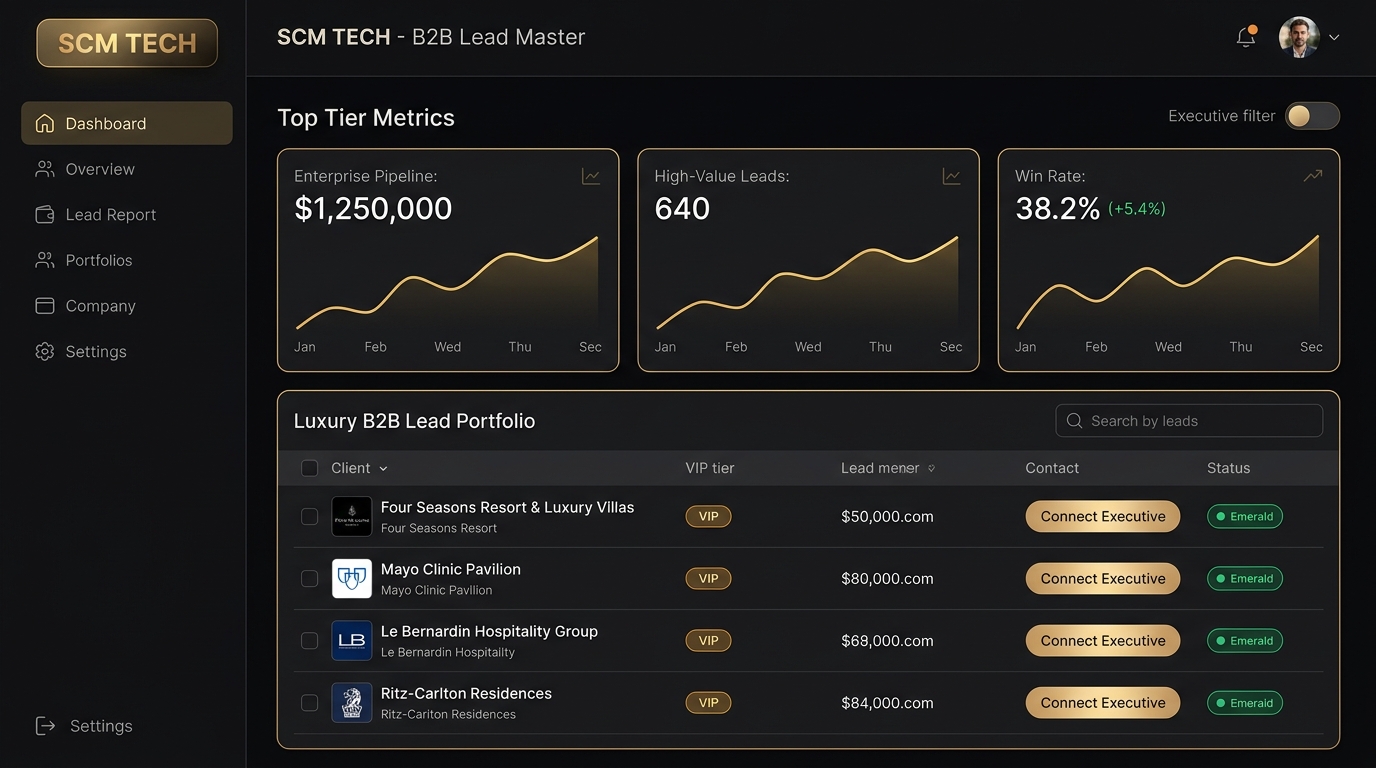 SCM TECH
SCM TECH - B2B Lead Master
Dashboard
Overview
Lead Report
Portfolios
Company
Settings
Settings
Top Tier Metrics
Executive filter
Enterprise Pipeline:
$1,250,000
Jan Feb Wed Thu Sec
High-Value Leads:
640
Jan Feb Wed Thu Sec
Win Rate:
38.2% (+5.4%)
Jan Feb Wed Thu Sec
Luxury B2B Lead Portfolio
Search by leads
Client VIP tier Lead Contact Status
Four Seasons Resort & Luxury Villas
Four Seasons Resort
VIP $50,000.com Connect Executive Emerald
Mayo Clinic Pavilion
Mayo Clinic Pavllion
VIP $80,000.com Connect Executive Emerald
LB
Le Bernardin Hospitality Group
Le Bernardin Hospitailty
VIP $68,000.com Connect Executive Emerald
Ritz-Carlton Residences
Ritz-Cariton Residences
VIP $84,000.com Connect Executive Emerald